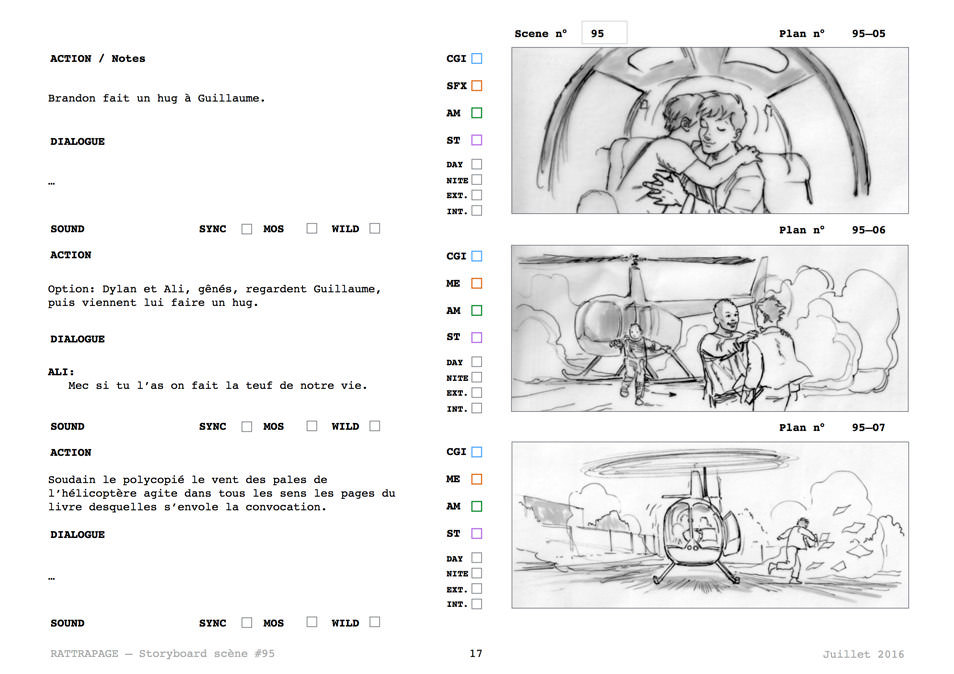 Scene n° 95 Plan n° 95–05
ACTION / Notes
CGI
SFX
Brandon fait un hug à Guillaume.
AM
DIALOGUE
ST
DAY
…
NITE
EXT.
INT.
SOUND SYNC MOS WILD
Plan n° 95–06
ACTION
CGI
ME
Option: Dylan et Ali, gênés, regardent Guillaume,
puis viennent lui faire un hug.
AM
DIALOGUE
ST
DAY
ALI:
NITE
Mec si tu l’as on fait la teuf de notre vie.
EXT.
INT.
SOUND SYNC MOS WILD
Plan n° 95–07
ACTION
CGI
ME
Soudain le polycopié le vent des pales de
l’hélicoptère agite dans tous les sens les pages du
livre desquelles s’envole la convocation.
AM
DIALOGUE
ST
DAY
…
NITE
EXT.
INT.
SOUND SYNC MOS WILD
RATTRAPAGE – Storyboard scène #95 17 Juillet 2016